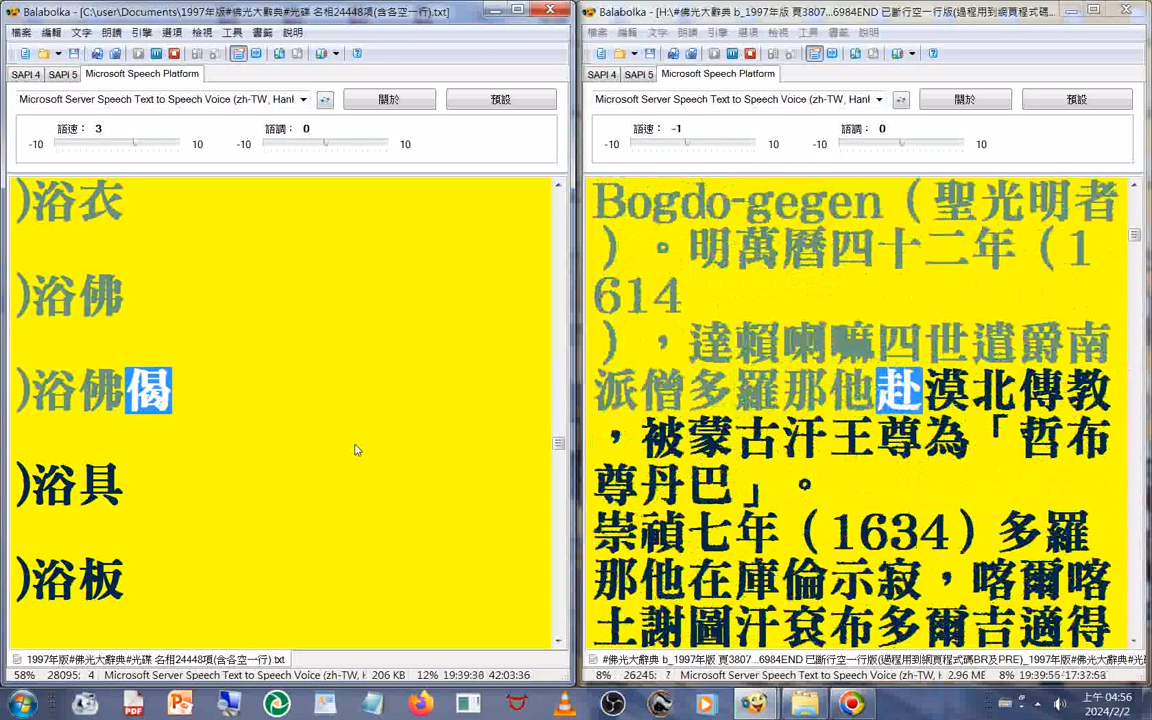 Balabolka - [C:\user\Documents\1997年版#佛光大辭典#光碟 名相24448項(含各空一行).txt]
檔案 編輯 文字 朗讀 引擎 選項 檢視 工具 書籤 說明
SAPI 4 SAPI 5 Microsoft Speech Platform
Microsoft Server Speech Text to Speech Voice (zh-TW, Hanl
關於 預設
語速： 3 語調： 0
-10 10 -10 10
)浴衣
)浴佛
)浴佛偈
)浴具
)浴板
1997年版#佛光大辭典#光碟 名相24448項(含各空一行).txt
58% 28095: 4 Microsoft Server Speech Text to Speech Voice (zh-TW, H 206 KB 12% 19:39:38 42:03:36
Balabolka - [H:\#佛光大辭典 b_1997年版 頁3807...6984END 已斷行空一行版(過程用到網頁程式碼...
檔案 編輯 文字 朗讀 引擎 選項 檢視 工具 書籤 說明
SAPI 4 SAPI 5 Microsoft Speech Platform
Microsoft Server Speech Text to Speech Voice (zh-TW, Hanl
關於 預設
語速： -1 語調： 0
-10 10 -10 10
Bogdo-gegen（聖光明者
）。明萬曆四十二年（1
614
），達賴喇嘛四世遣爵南
派僧多羅那他赴漠北傳教
，被蒙古汗王尊為「哲布
尊丹巴」。
崇禎七年（1634）多羅
那他在庫倫示寂，喀爾喀
土謝圖汗袞布多爾吉適得
#佛光大辭典 b_1997年版 頁3807...6984END 已斷行空一行版(過程用到網頁程式碼BR及PRE)_1997年版#佛光大辭典#光
8% 26245: ? Microsoft Server Speech Text to Speech Voice (zh-TW, H 2.96 ME 8% 19:39:55
上午 04:56
2024/2/2